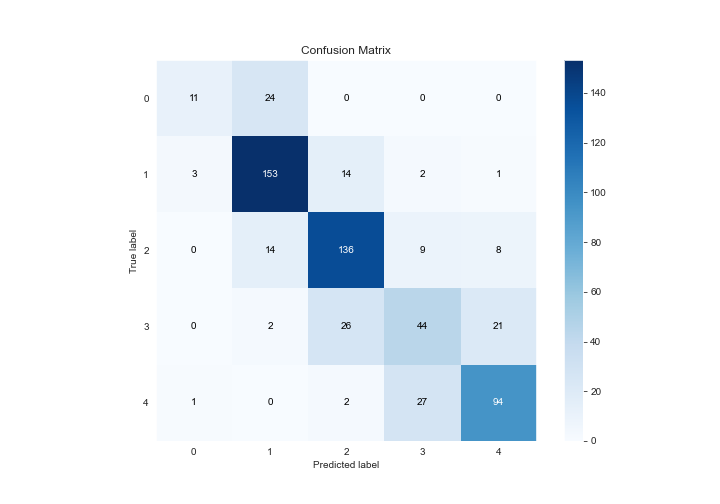 Confusion Matrix
0 11 24 0 0 0
1 3 153 14 2 1
2 0 14 136 9 8
3 0 2 26 44 21
4 1 0 2 27 94
0 1 2 3 4
Predicted label
True label
140
120
100
80
60
40
20
0